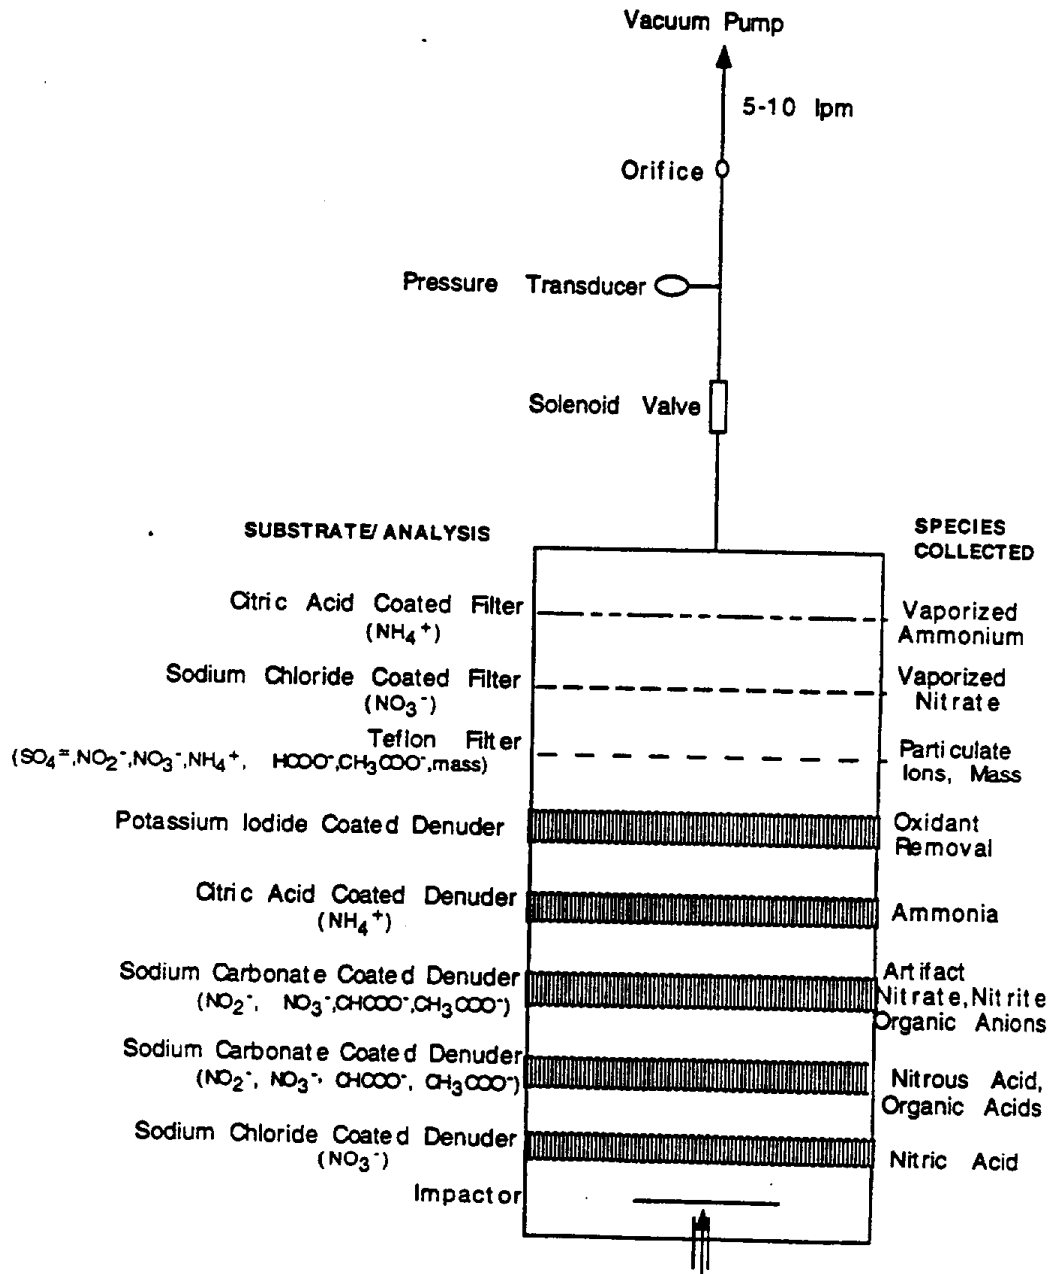 Vacuum Pump
5-10 lpm
Orifice
Pressure Transducer
Solenoid Valve
SUBSTRATE/ANALYSIS
SPECIES
COLLECTED
Citric Acid Coated Filter
(NH₄⁺)
Vaporized
Ammonium
Sodium Chloride Coated Filter
(NO₃⁻)
Vaporized
Nitrate
Teflon Filter
(SO₄⁼,NO₂⁻,NO₃⁻,NH₄⁺, HCOO⁻,CH₃COO⁻,mass)
Particulate
Ions, Mass
Potassium Iodide Coated Denuder
Oxidant
Removal
Citric Acid Coated Denuder
(NH₄⁺)
Ammonia
Sodium Carbonate Coated Denuder
(NO₂⁻, NO₃⁻,CHCOO⁻,CH₃COO⁻)
Artifact
Nitrate, Nitrite
Organic Anions
Sodium Carbonate Coated Denuder
(NO₂⁻, NO₃⁻, CHCOO⁻, CH₃COO⁻)
Nitrous Acid,
Organic Acids
Sodium Chloride Coated Denuder
(NO₃⁻)
Nitric Acid
Impactor